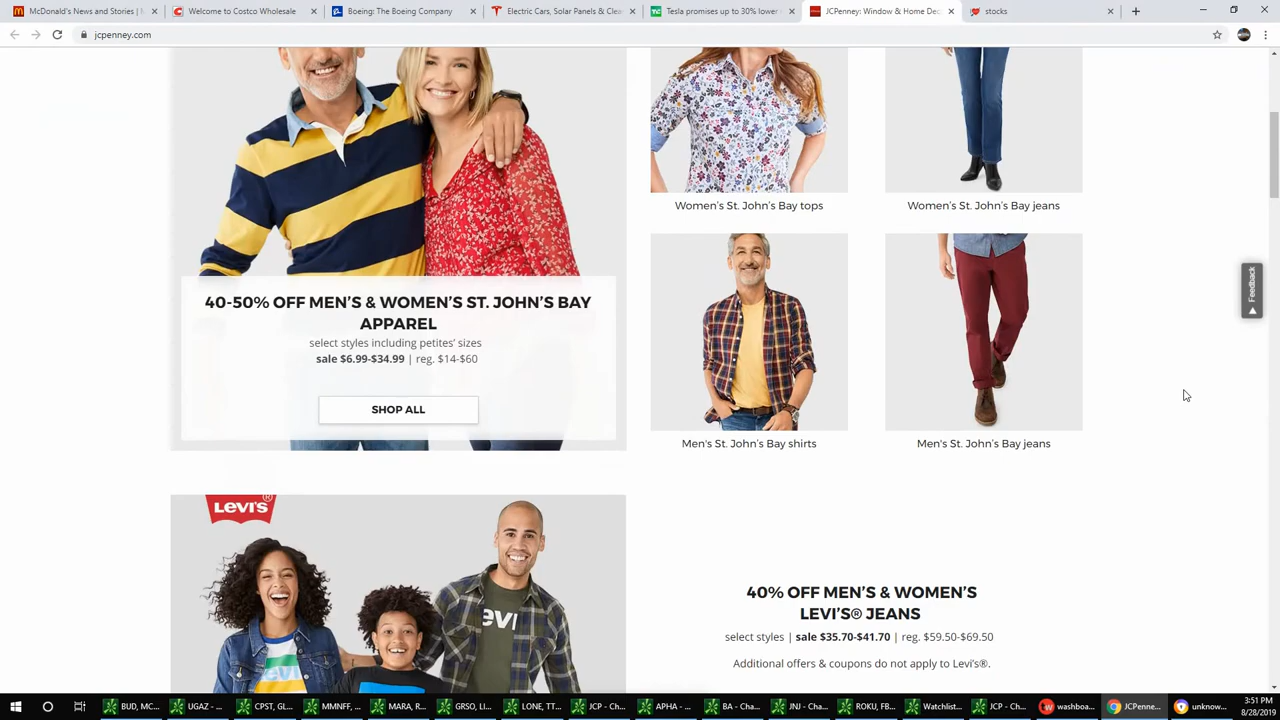 McDonald's News and Stories | M
Welcome to Costco Wholesale
Boeing: The Boeing Company
Electric Cars, Solar Panels & Clea
Tesla promises up to 30% lower
JCPenney: Window & Home Dec
stocks
jcpenney.com
Women's St. John's Bay tops
Women's St. John's Bay jeans
40-50% OFF MEN'S & WOMEN'S ST. JOHN'S BAY
APPAREL
select styles including petites' sizes
sale $6.99-$34.99 | reg. $14-$60
SHOP ALL
Feedback
Men's St. John's Bay shirts
Men's St. John's Bay jeans
LEVI'S®
40% OFF MEN'S & WOMEN'S
LEVI'S® JEANS
select styles | sale $35.70-$41.70 | reg. $59.50-$69.50
Additional offers & coupons do not apply to Levi's®.
BUD, MC...
UGAZ - C...
CPST, GL...
MMNFF, ...
MARA, R...
GRSO, LI...
LONE, TT...
JCP - Ch...
APHA - ...
BA - Cha...
JNJ - Cha...
ROKU, FB...
Watchlist...
JCP - Ch...
washboa...
JCPenne...
unknow...
3:51 PM
8/28/2019